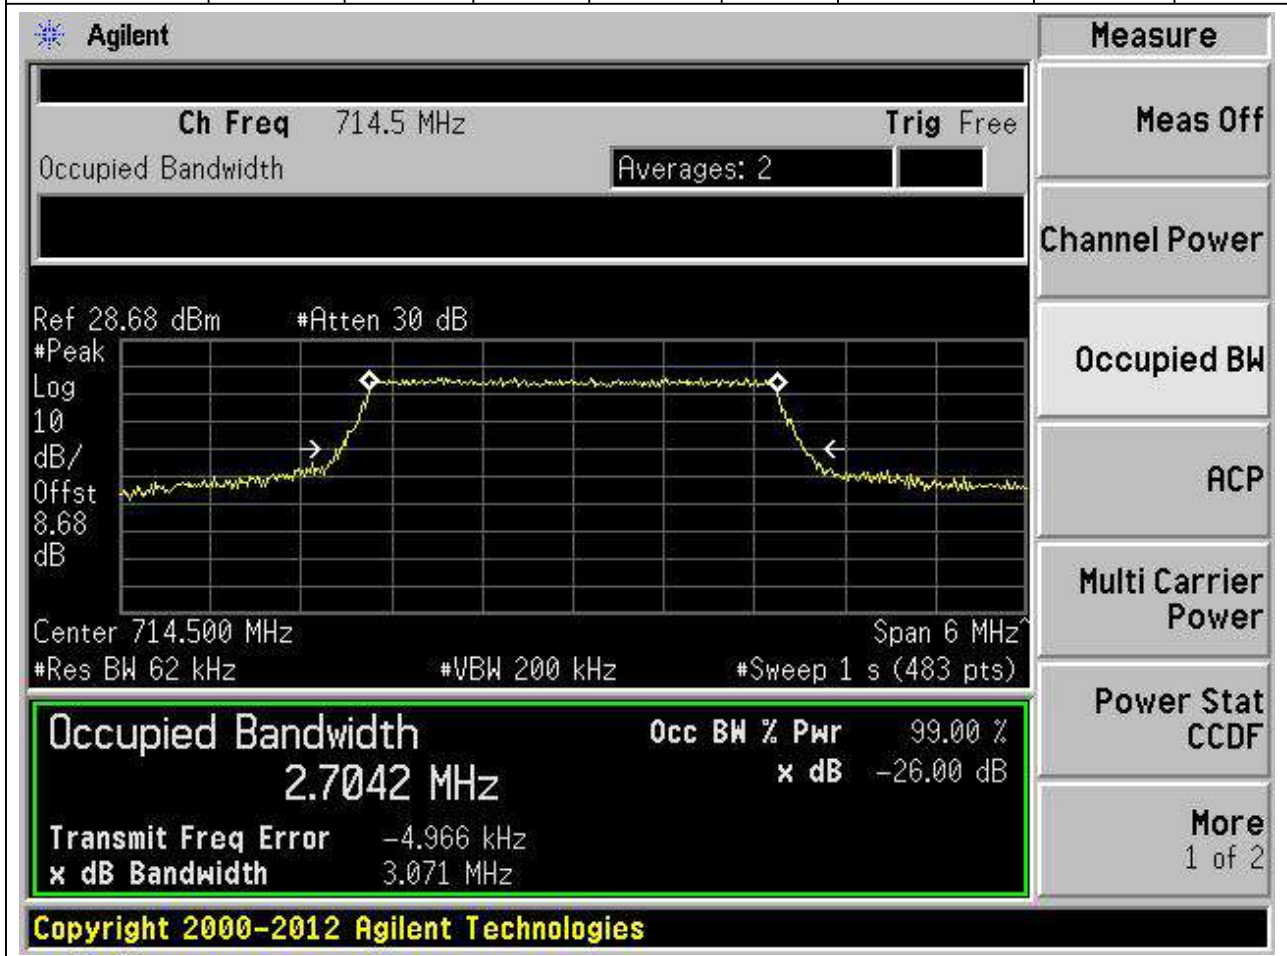 Agilent
Measure
Ch Freq 714.5 MHz Trig Free
Meas Off
Occupied Bandwidth Averages: 2
Channel Power
Ref 28.68 dBm #Atten 30 dB
#Peak
Log
10
dB/
Offst
8.68
dB
Occupied BW
ACP
Center 714.500 MHz Span 6 MHz^
#Res BW 62 kHz #VBW 200 kHz #Sweep 1 s (483 pts)
Multi Carrier
Power
Occupied Bandwidth Occ BW % Pwr 99.00 %
2.7042 MHz x dB -26.00 dB
Transmit Freq Error -4.966 kHz
x dB Bandwidth 3.071 MHz
Power Stat
CCDF
More
1 of 2
Copyright 2000-2012 Agilent Technologies